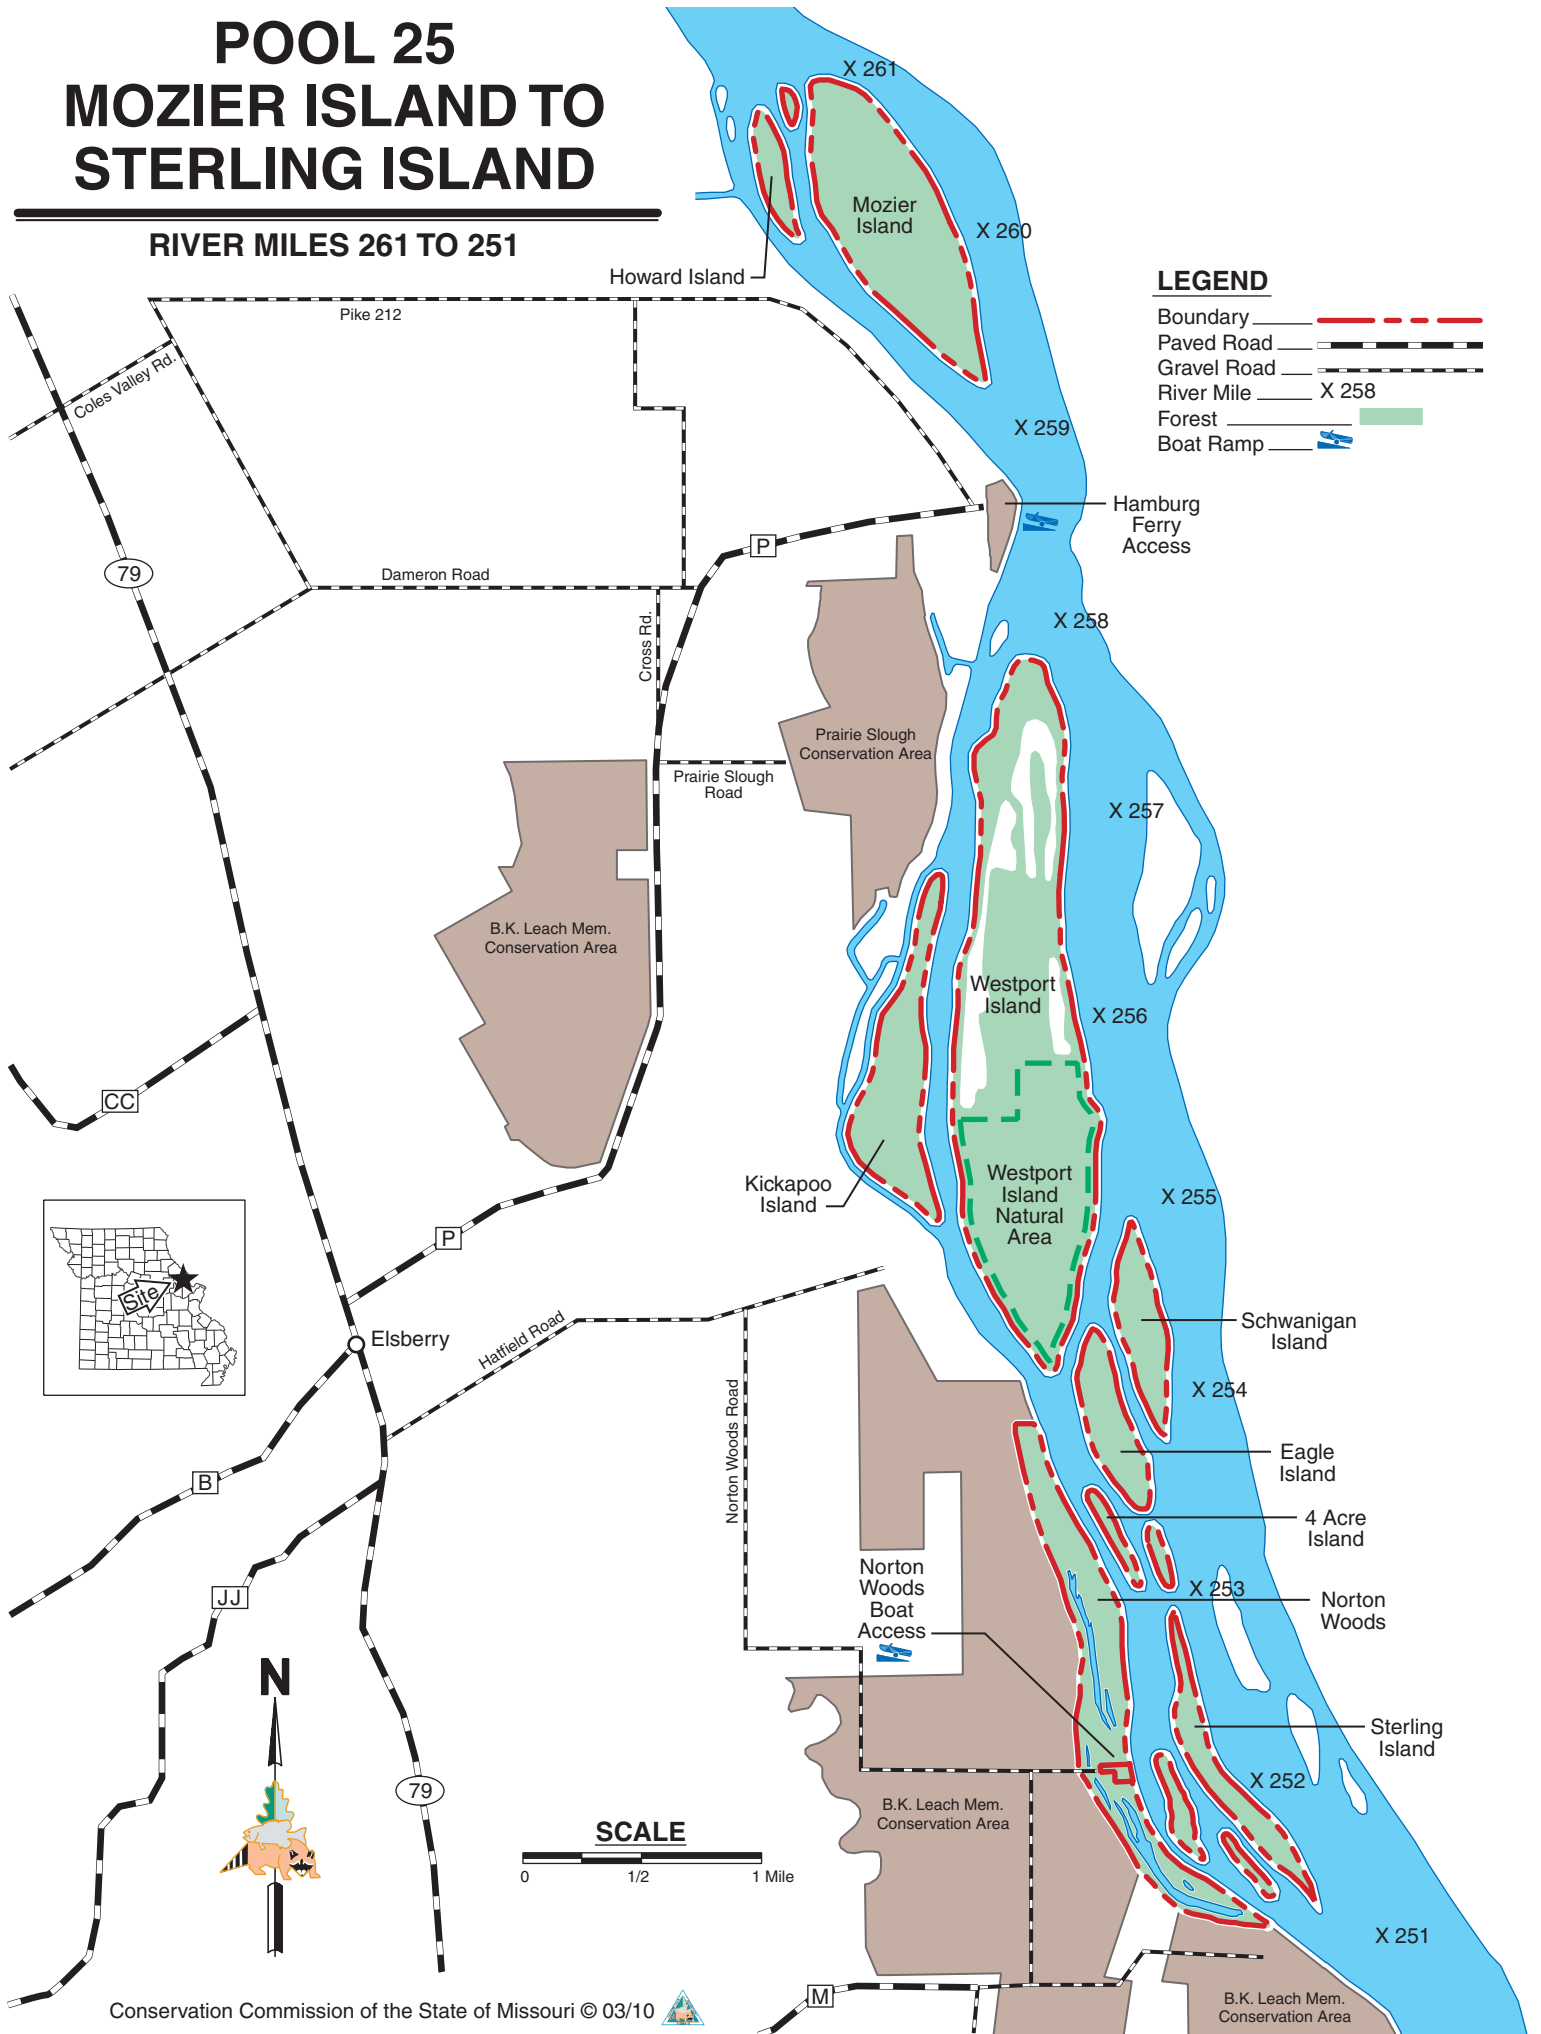 POOL 25
MOZIER ISLAND TO
STERLING ISLAND
RIVER MILES 261 TO 251
X 261
Mozier
Island
X 260
Howard Island
LEGEND
Boundary
Paved Road
Gravel Road
River Mile X 258
Forest
Boat Ramp
Pike 212
Coles Valley Rd.
X 259
Hamburg
Ferry
Access
P
79
Dameron Road
Cross Rd.
X 258
Prairie Slough
Conservation Area
Prairie Slough
Road
X 257
B.K. Leach Mem.
Conservation Area
Westport
Island
X 256
CC
Kickapoo
Island
Westport
Island
Natural
Area
X 255
P
Site
Elsberry
Hatfield Road
Schwanigan
Island
X 254
Norton Woods Road
Eagle
Island
B
4 Acre
Island
Norton
Woods
Boat
Access
X 253
Norton
Woods
JJ
N
Sterling
Island
X 252
79
B.K. Leach Mem.
Conservation Area
SCALE
0 1/2 1 Mile
X 251
M
B.K. Leach Mem.
Conservation Area
Conservation Commission of the State of Missouri © 03/10